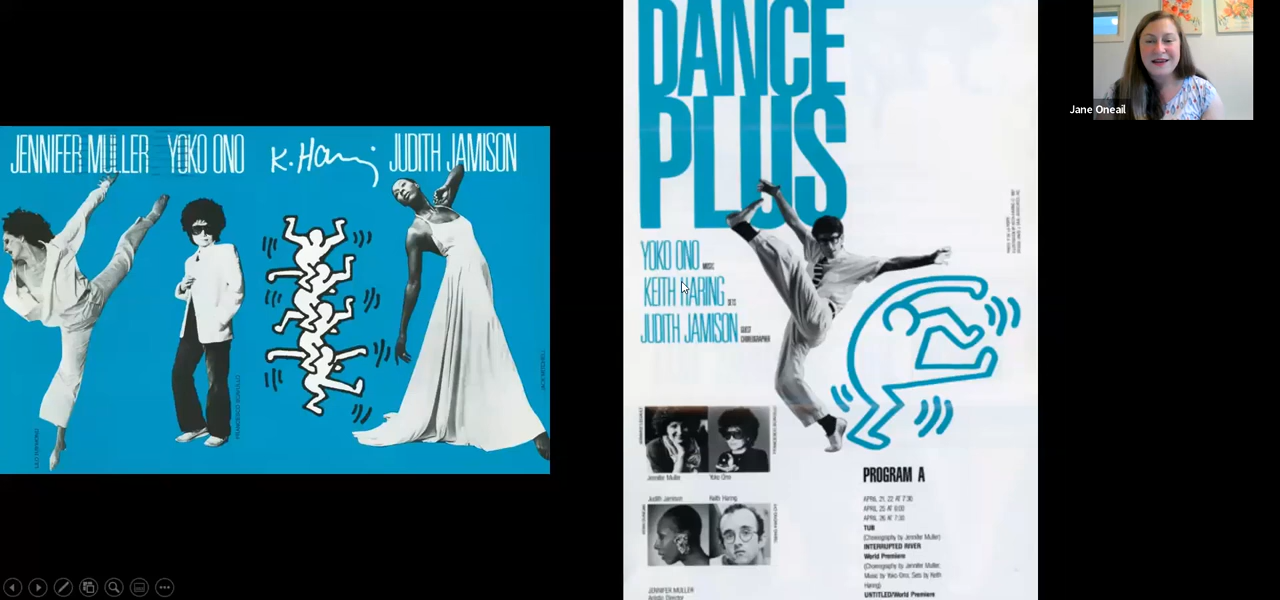 JENNIFER MULLER YOKO ONO K. Haring JUDITH JAMISON
DANCE
PLUS
YOKO ONO MUSIC
KEITH HARING SETS
JUDITH JAMISON GUEST CHOREOGRAPHER
Jennifer Muller Yoko Ono
Judith Jamison Keith Haring
JENNIFER MULLER
Artistic Director
PROGRAM A
APRIL 21, 22 AT 7:30
APRIL 25 AT 8:00
APRIL 26 AT 7:30
TUB
(Choreography by Jennifer Muller)
INTERRUPTED RIVER
World Premiere
(Choreography by Jennifer Muller,
Music by Yoko Ono, Sets by Keith
Haring)
UNTITLED/World Premiere
Jane Oneail